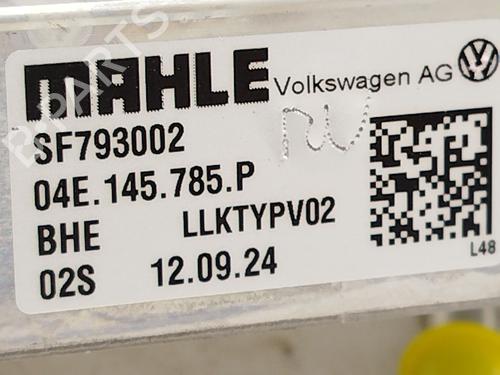 MAHLE Volkswagen AG
SF793002
04E.145.785.P
BHE LLKTYPV02
02S 12.09.24
L48